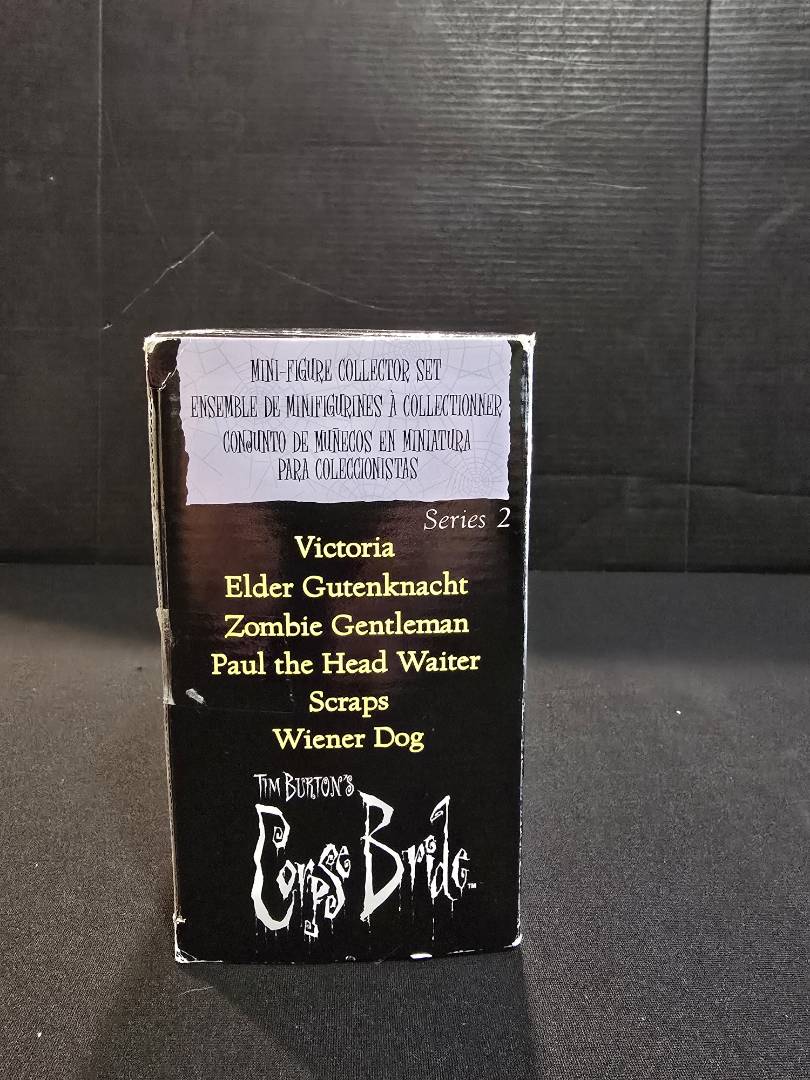 MINI-FIGURE COLLECTOR SET
ENSEMBLE DE MINIFIGURINES À COLLECTIONNER
CONJUNTO DE MUÑECOS EN MINIATURA
PARA COLECCIONISTAS
Series 2
Victoria
Elder Gutenknacht
Zombie Gentleman
Paul the Head Waiter
Scraps
Wiener Dog
TIM BURTON'S
Corpse Bride™